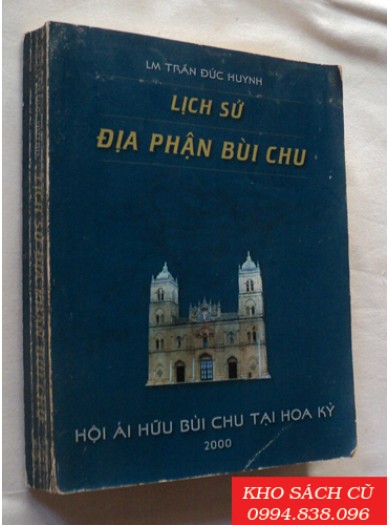 LM TRẦN ĐỨC HUYNH
LỊCH SỬ
ĐỊA PHẬN BÙI CHU
HỘI ÁI HỮU BÙI CHU TẠI HOA KỲ
2000
KHO SÁCH CŨ
0994.838.096